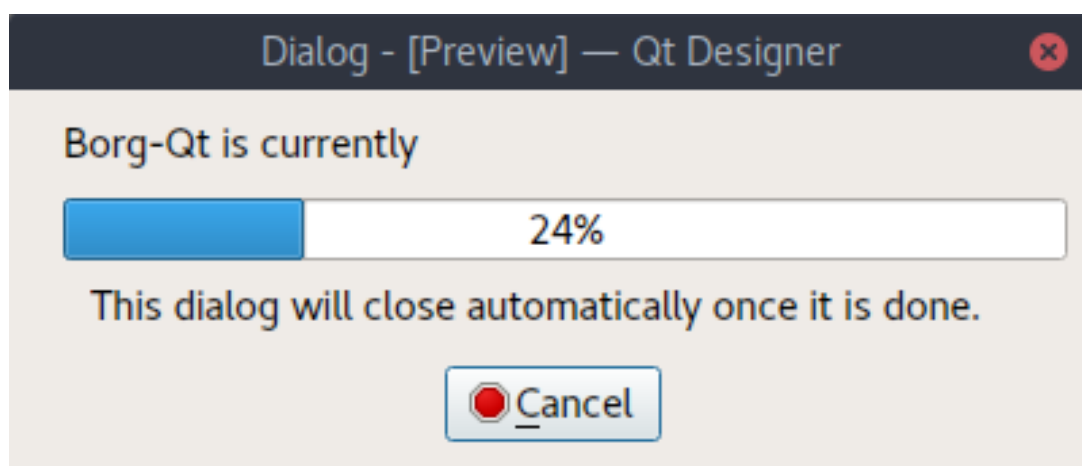 Dialog - [Preview] — Qt Designer
Borg-Qt is currently
24%
This dialog will close automatically once it is done.
Cancel